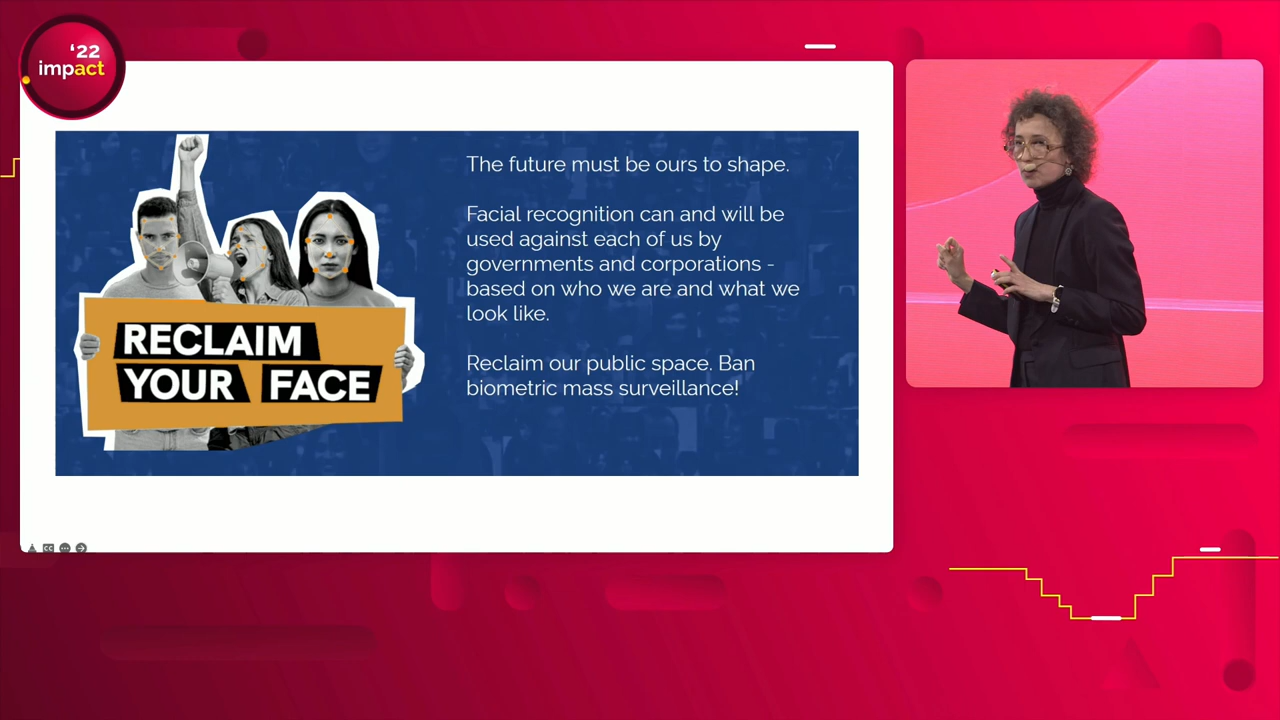 ‘22
impact
The future must be ours to shape.
Facial recognition can and will be
used against each of us by
governments and corporations -
based on who we are and what we
look like.
Reclaim our public space. Ban
biometric mass surveillance!
RECLAIM
YOUR FACE
CC